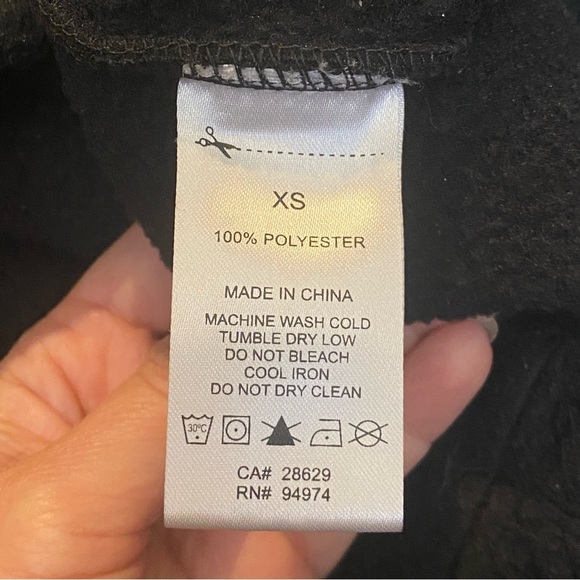 XS
100% POLYESTER
MADE IN CHINA
MACHINE WASH COLD
TUMBLE DRY LOW
DO NOT BLEACH
COOL IRON
DO NOT DRY CLEAN
30°C
CA# 28629
RN# 94974